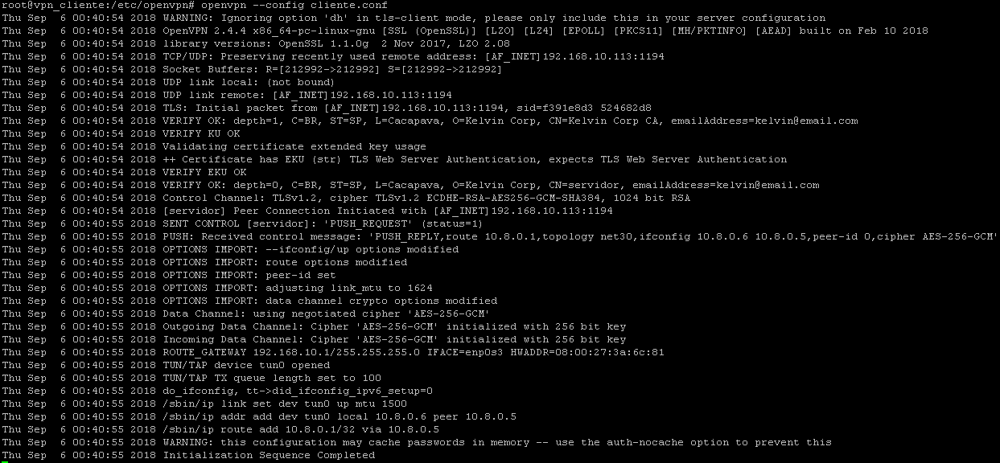 root@vpn_cliente:/etc/openvpn# openvpn --config cliente.conf
Thu Sep  6 00:40:54 2018 WARNING: Ignoring option 'dh' in tls-client mode, please only include this in your server configuration
Thu Sep  6 00:40:54 2018 OpenVPN 2.4.4 x86_64-pc-linux-gnu [SSL (OpenSSL)] [LZO] [LZ4] [EPOLL] [PKCS11] [MH/PKTINFO] [AEAD] built on Feb 10 2018
Thu Sep  6 00:40:54 2018 library versions: OpenSSL 1.1.0g  2 Nov 2017, LZO 2.08
Thu Sep  6 00:40:54 2018 TCP/UDP: Preserving recently used remote address: [AF_INET]192.168.10.113:1194
Thu Sep  6 00:40:54 2018 Socket Buffers: R=[212992->212992] S=[212992->212992]
Thu Sep  6 00:40:54 2018 UDP link local: (not bound)
Thu Sep  6 00:40:54 2018 UDP link remote: [AF_INET]192.168.10.113:1194
Thu Sep  6 00:40:54 2018 TLS: Initial packet from [AF_INET]192.168.10.113:1194, sid=f391e8d3 524682d8
Thu Sep  6 00:40:54 2018 VERIFY OK: depth=1, C=BR, ST=SP, L=Cacapava, O=Kelvin Corp, CN=Kelvin Corp CA, emailAddress=kelvin@email.com
Thu Sep  6 00:40:54 2018 VERIFY KU OK
Thu Sep  6 00:40:54 2018 Validating certificate extended key usage
Thu Sep  6 00:40:54 2018 ++ Certificate has EKU (str) TLS Web Server Authentication, expects TLS Web Server Authentication
Thu Sep  6 00:40:54 2018 VERIFY EKU OK
Thu Sep  6 00:40:54 2018 VERIFY OK: depth=0, C=BR, ST=SP, L=Cacapava, O=Kelvin Corp, CN=servidor, emailAddress=kelvin@email.com
Thu Sep  6 00:40:54 2018 Control Channel: TLSv1.2, cipher TLSv1.2 ECDHE-RSA-AES256-GCM-SHA384, 1024 bit RSA
Thu Sep  6 00:40:54 2018 [servidor] Peer Connection Initiated with [AF_INET]192.168.10.113:1194
Thu Sep  6 00:40:55 2018 SENT CONTROL [servidor]: 'PUSH_REQUEST' (status=1)
Thu Sep  6 00:40:55 2018 PUSH: Received control message: 'PUSH_REPLY,route 10.8.0.1,topology net30,ifconfig 10.8.0.6 10.8.0.5,peer-id 0,cipher AES-256-GCM'
Thu Sep  6 00:40:55 2018 OPTIONS IMPORT: --ifconfig/up options modified
Thu Sep  6 00:40:55 2018 OPTIONS IMPORT: route options modified
Thu Sep  6 00:40:55 2018 OPTIONS IMPORT: peer-id set
Thu Sep  6 00:40:55 2018 OPTIONS IMPORT: adjusting link_mtu to 1624
Thu Sep  6 00:40:55 2018 OPTIONS IMPORT: data channel crypto options modified
Thu Sep  6 00:40:55 2018 Data Channel: using negotiated cipher 'AES-256-GCM'
Thu Sep  6 00:40:55 2018 Outgoing Data Channel: Cipher 'AES-256-GCM' initialized with 256 bit key
Thu Sep  6 00:40:55 2018 Incoming Data Channel: Cipher 'AES-256-GCM' initialized with 256 bit key
Thu Sep  6 00:40:55 2018 ROUTE_GATEWAY 192.168.10.1/255.255.255.0 IFACE=enp0s3 HWADDR=08:00:27:3a:6c:81
Thu Sep  6 00:40:55 2018 TUN/TAP device tun0 opened
Thu Sep  6 00:40:55 2018 TUN/TAP TX queue length set to 100
Thu Sep  6 00:40:55 2018 do_ifconfig, tt->did_ifconfig_ipv6_setup=0
Thu Sep  6 00:40:55 2018 /sbin/ip link set dev tun0 up mtu 1500
Thu Sep  6 00:40:55 2018 /sbin/ip addr add dev tun0 local 10.8.0.6 peer 10.8.0.5
Thu Sep  6 00:40:55 2018 /sbin/ip route add 10.8.0.1/32 via 10.8.0.5
Thu Sep  6 00:40:55 2018 WARNING: this configuration may cache passwords in memory -- use the auth-nocache option to prevent this
Thu Sep  6 00:40:55 2018 Initialization Sequence Completed